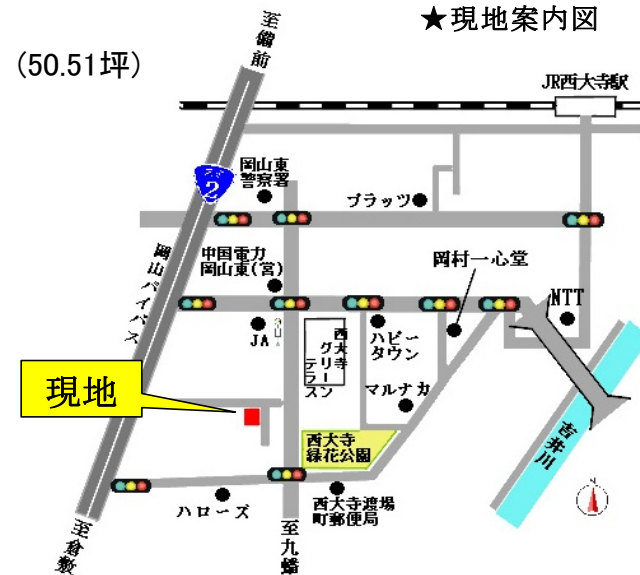 ★現地案内図
至備前
(50.51坪)
JR西大寺駅
岡山東
警察署
2
プラッツ
中国電力
岡山東(営)
岡村一心堂
岡山バイパス
NTT
JA
西大寺
グリーン
テラス
ハピー
タウン
現地
マルナカ
西大寺
緑花公園
吉井川
ハローズ
西大寺渡場
町郵便局
至倉敷
至九蟠
N